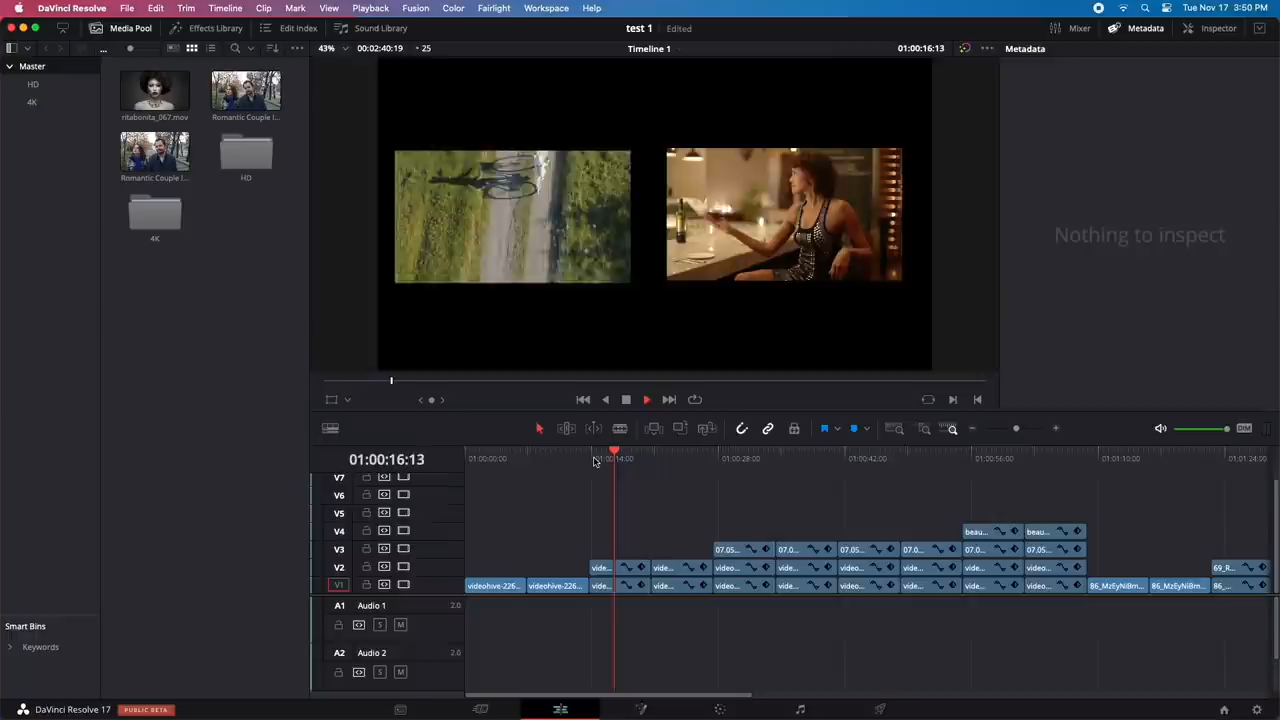 DaVinci Resolve File Edit Trim Timeline Clip Mark View Playback Fusion Color Fairlight Workspace Help Tue Nov 17 3:50 PM
Media Pool Effects Library Edit Index Sound Library test 1 Edited Mixer Metadata Inspector
... 43% 00:02:40:19 25 Timeline 1 01:00:16:13 ... Metadata
Master
HD
4K
ritabonita_067.mov
Romantic Couple I...
Romantic Couple I...
HD
4K
Nothing to inspect
DIM
01:00:16:13
01:00:00:00 01:00:14:00 01:00:28:00 01:00:42:00 01:00:56:00 01:01:10:00 01:01:24:00
V7
V6
V5
V4 beau... beau...
V3 07.05... 07.0... 07.05... 07.0... 07.0... 07.05...
V2 vide... vide... video... vide... video... vide... video... vide... 69_R...
V1 videohive-226... videohive-226... vide... vide... video... vide... video... vide... video... vide... 86_MzEyNiBm... 86_MzEyNiBm... 86_...
A1 Audio 1 2.0
S M
A2 Audio 2 2.0
S M
Smart Bins
Keywords
DaVinci Resolve 17 PUBLIC BETA